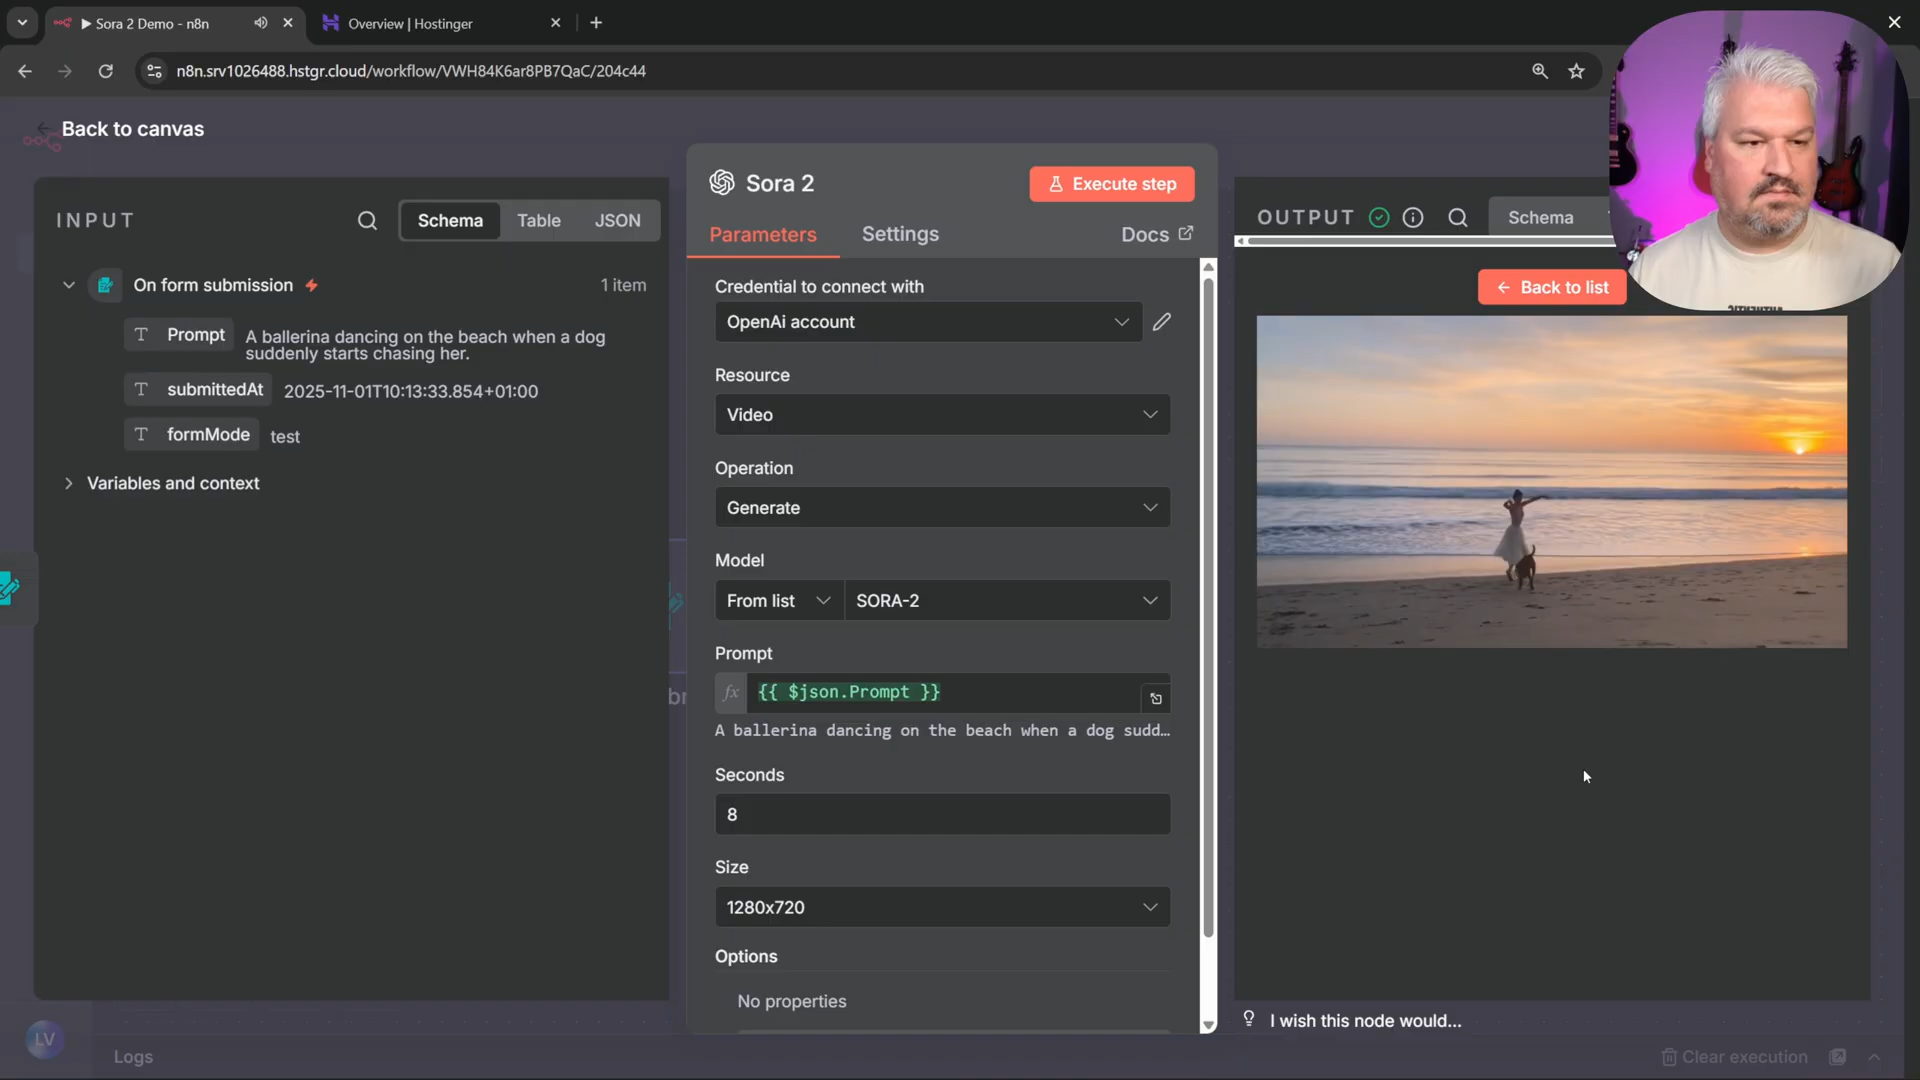 ▶ Sora 2 Demo - n8n
Overview | Hostinger
n8n.srv1026488.hstgr.cloud/workflow/VWH84K6ar8PB7QaC/204c44
Back to canvas
INPUT
Schema
Table
JSON
On form submission
1 item
T Prompt
A ballerina dancing on the beach when a dog
suddenly starts chasing her.
T submittedAt
2025-11-01T10:13:33.854+01:00
T formMode
test
Variables and context
Sora 2
Execute step
Parameters
Settings
Docs
Credential to connect with
OpenAi account
Resource
Video
Operation
Generate
Model
From list
SORA-2
Prompt
fx {{ $json.Prompt }}
A ballerina dancing on the beach when a dog sudd…
Seconds
8
Size
1280x720
Options
No properties
OUTPUT
Schema
Back to list
I wish this node would...
LV
Logs
Clear execution